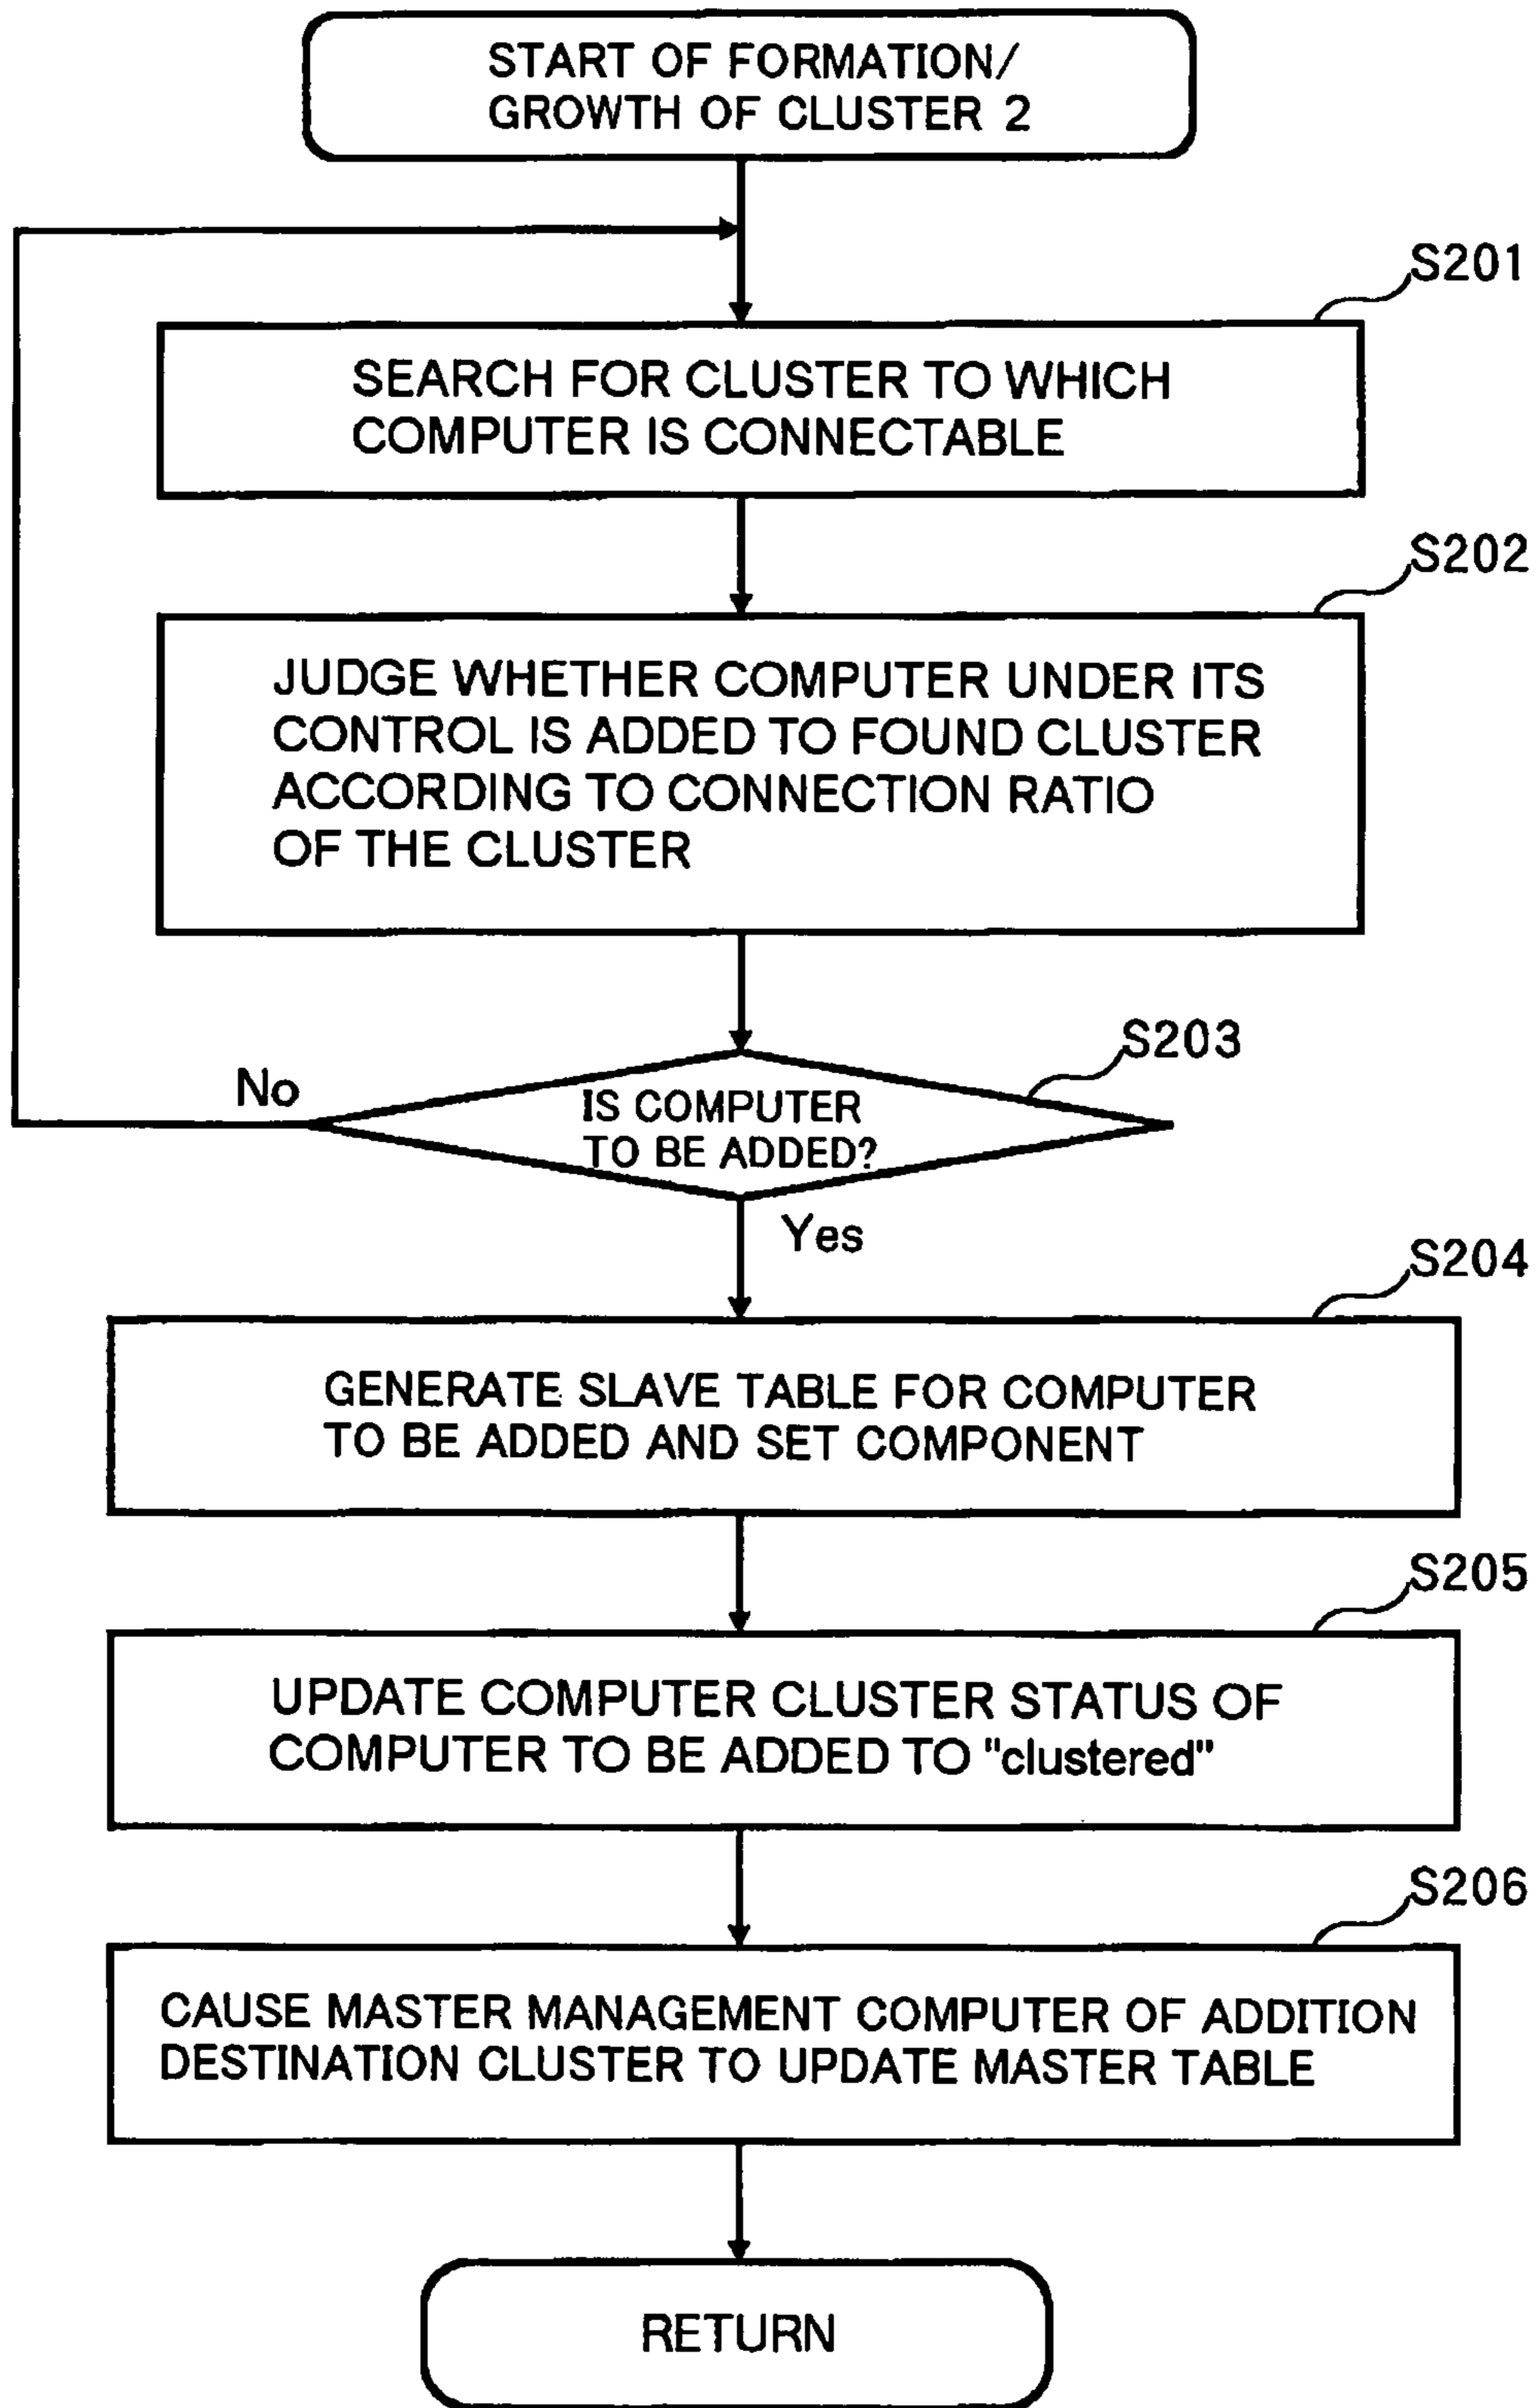 START OF FORMATION/
GROWTH OF CLUSTER 2
S201
SEARCH FOR CLUSTER TO WHICH
COMPUTER IS CONNECTABLE
S202
JUDGE WHETHER COMPUTER UNDER ITS
CONTROL IS ADDED TO FOUND CLUSTER
ACCORDING TO CONNECTION RATIO
OF THE CLUSTER
S203
No
IS COMPUTER
TO BE ADDED?
Yes
S204
GENERATE SLAVE TABLE FOR COMPUTER
TO BE ADDED AND SET COMPONENT
S205
UPDATE COMPUTER CLUSTER STATUS OF
COMPUTER TO BE ADDED TO "clustered"
S206
CAUSE MASTER MANAGEMENT COMPUTER OF ADDITION
DESTINATION CLUSTER TO UPDATE MASTER TABLE
RETURN